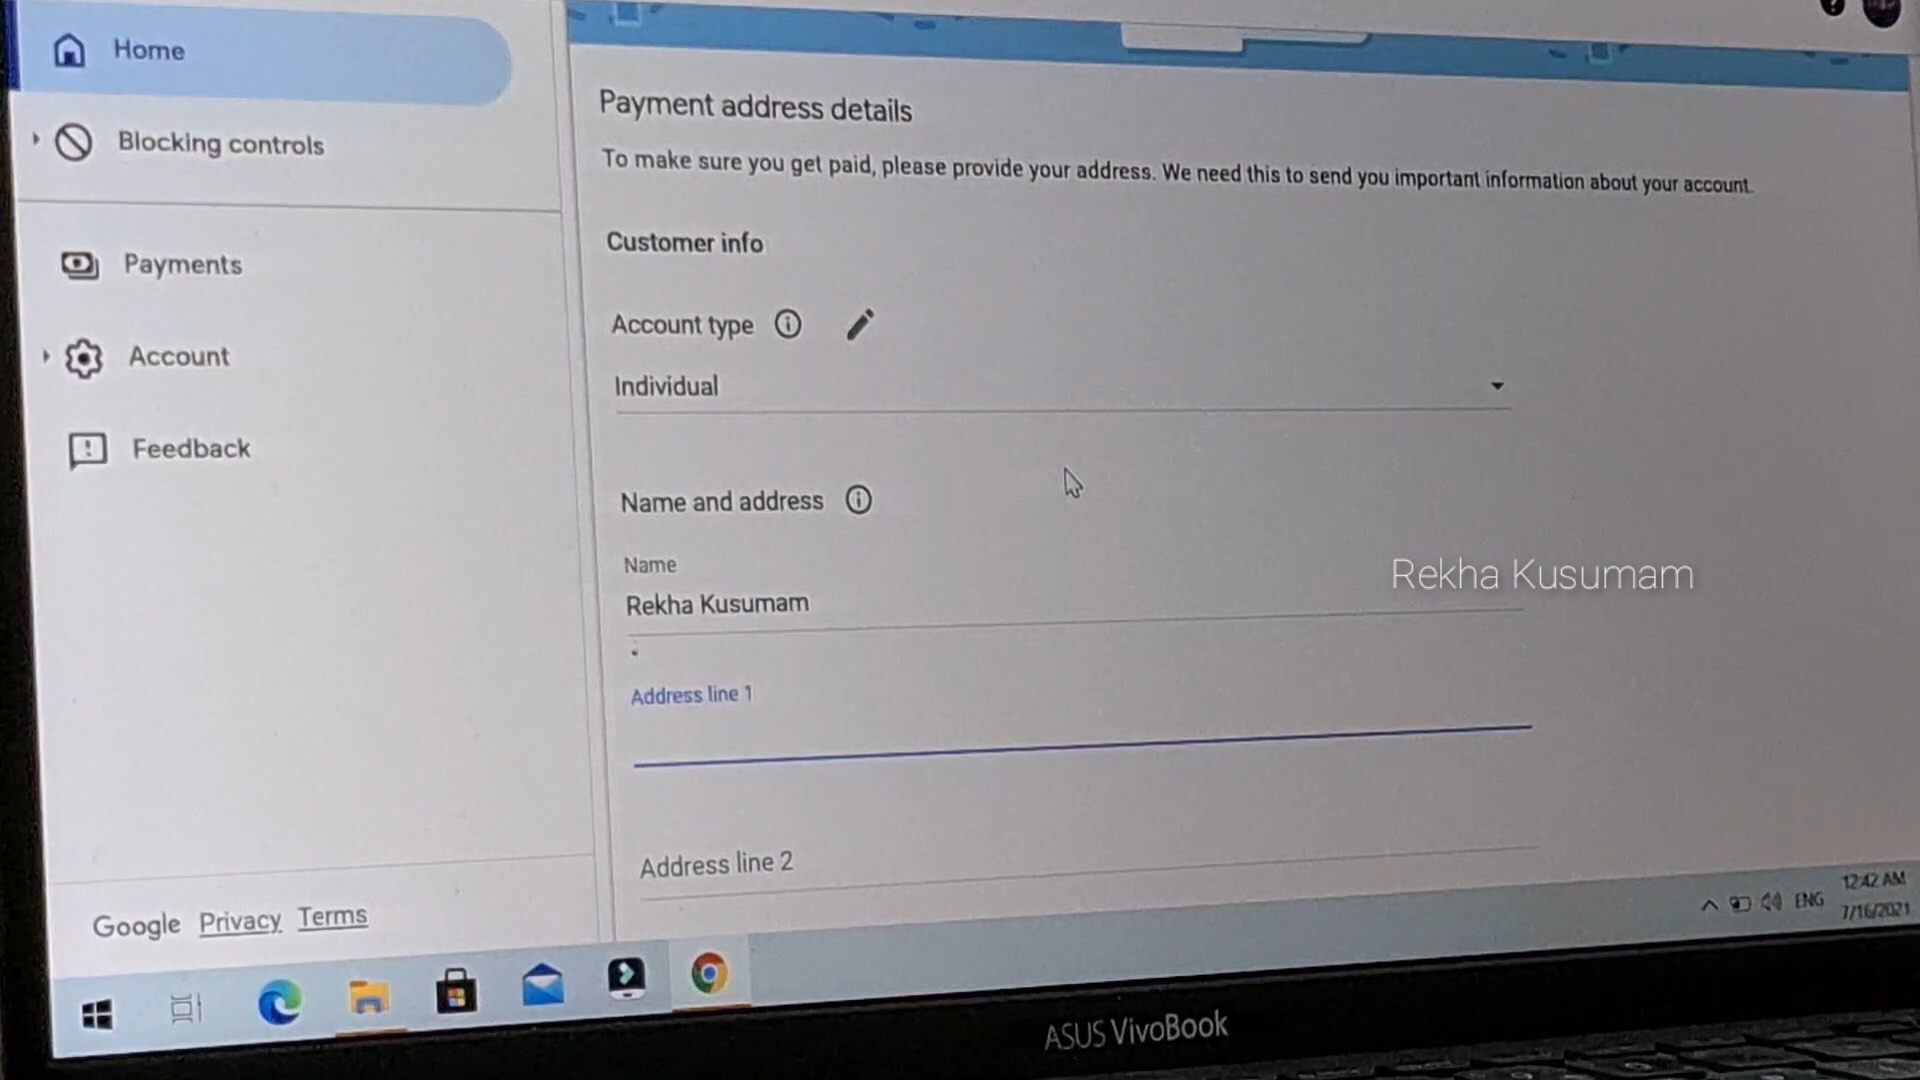 Home
Blocking controls
Payments
Account
Feedback
Google Privacy Terms
Payment address details
To make sure you get paid, please provide your address. We need this to send you important information about your account.
Customer info
Account type
Individual
Name and address
Name
Rekha Kusumam
Address line 1
Address line 2
Rekha Kusumam
ENG
12:42 AM
7/16/2021
ASUS VivoBook